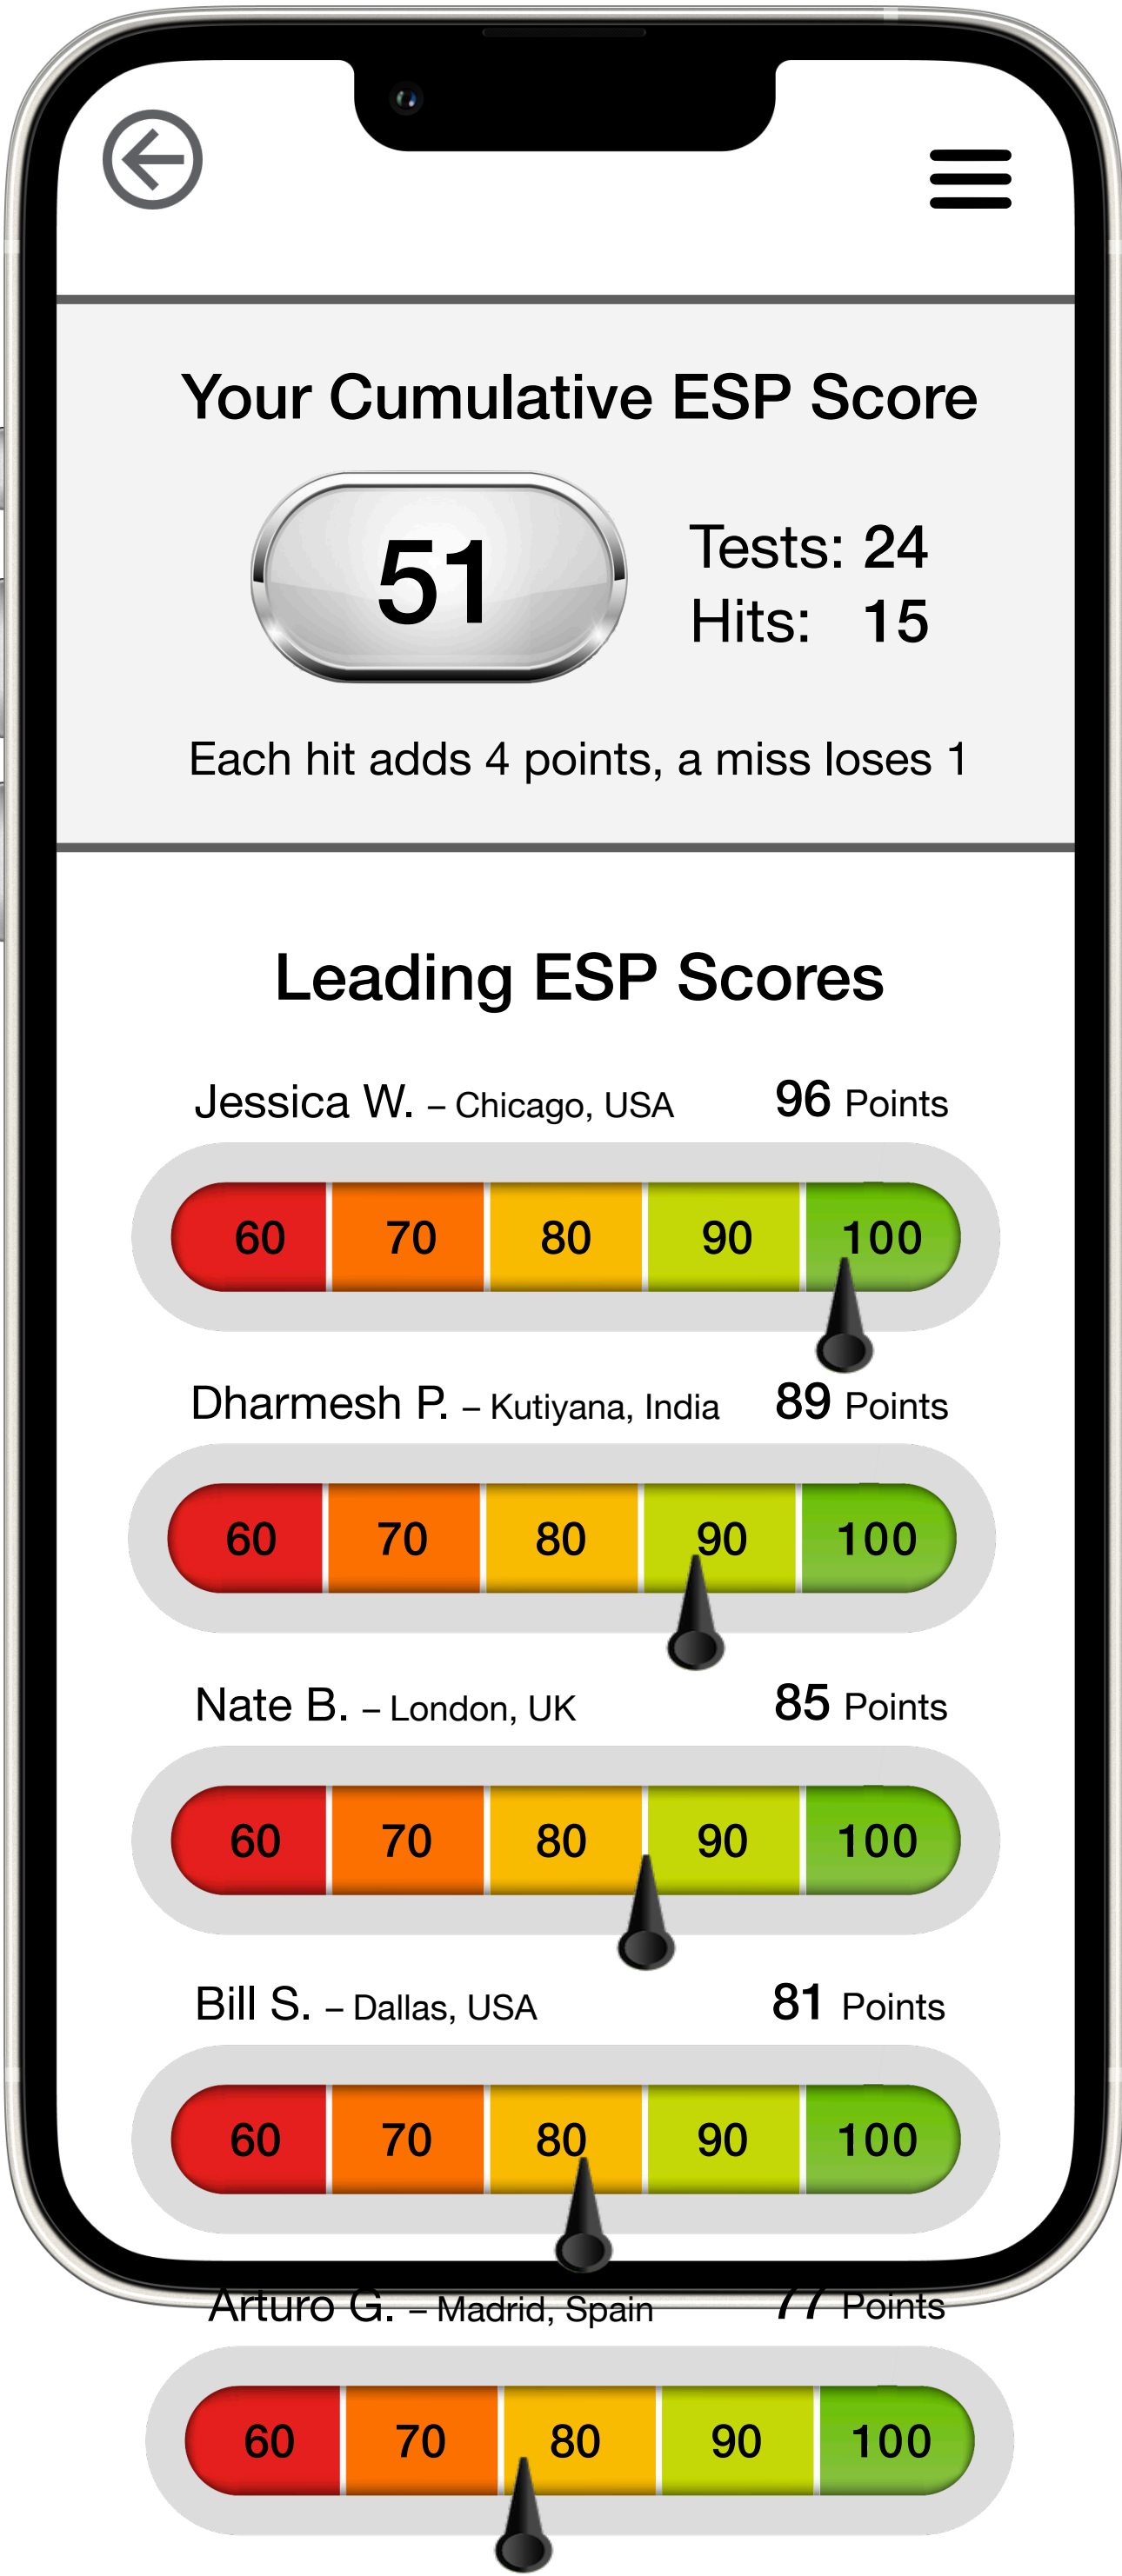 Your Cumulative ESP Score
51
Tests: 24
Hits: 15
Each hit adds 4 points, a miss loses 1
Leading ESP Scores
Jessica W. – Chicago, USA 96 Points
60 70 80 90 100
Dharmesh P. – Kutiyana, India 89 Points
60 70 80 90 100
Nate B. – London, UK 85 Points
60 70 80 90 100
Bill S. – Dallas, USA 81 Points
60 70 80 90 100
Arturo G. – Madrid, Spain 77 Points
60 70 80 90 100